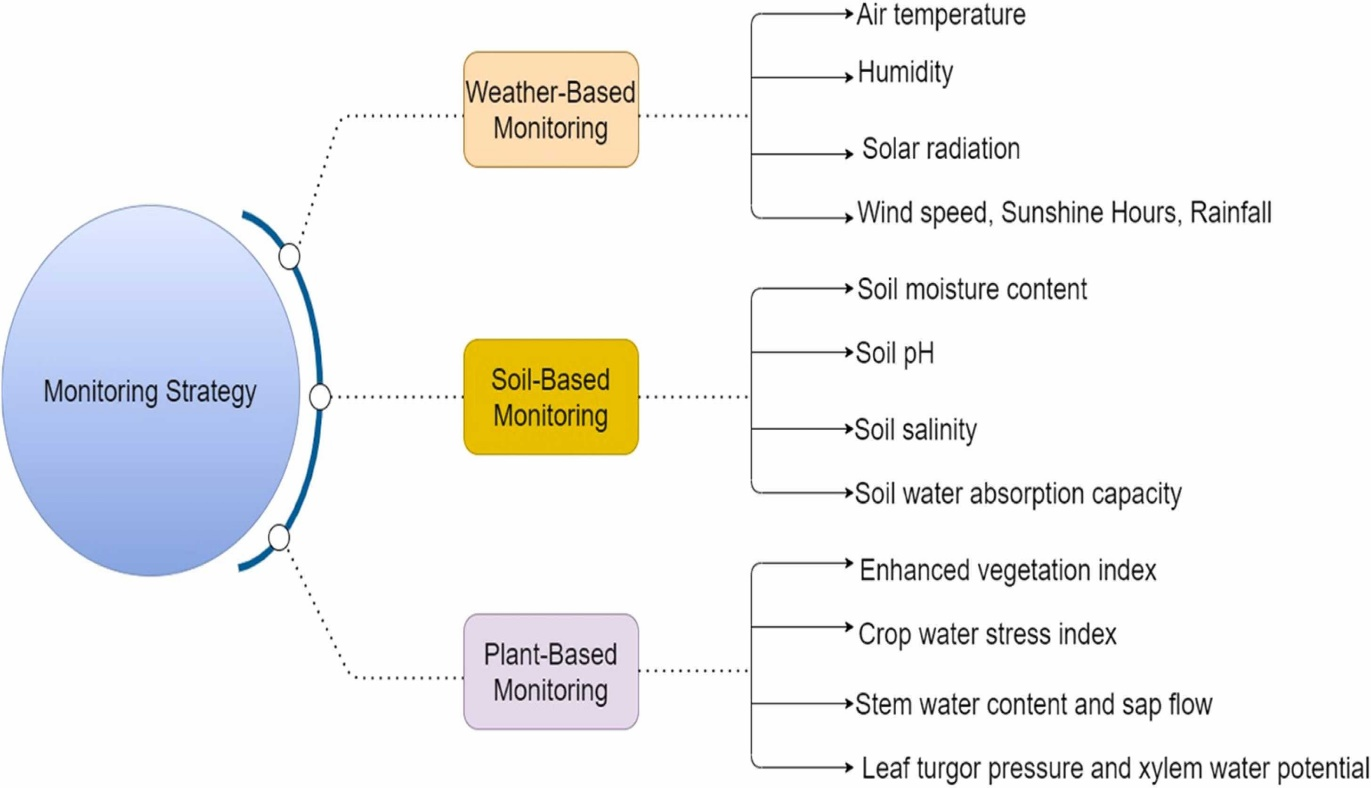 Monitoring Strategy
Weather-Based
Monitoring
Air temperature
Humidity
Solar radiation
Wind speed, Sunshine Hours, Rainfall
Soil-Based
Monitoring
Soil moisture content
Soil pH
Soil salinity
Soil water absorption capacity
Plant-Based
Monitoring
Enhanced vegetation index
Crop water stress index
Stem water content and sap flow
Leaf turgor pressure and xylem water potential